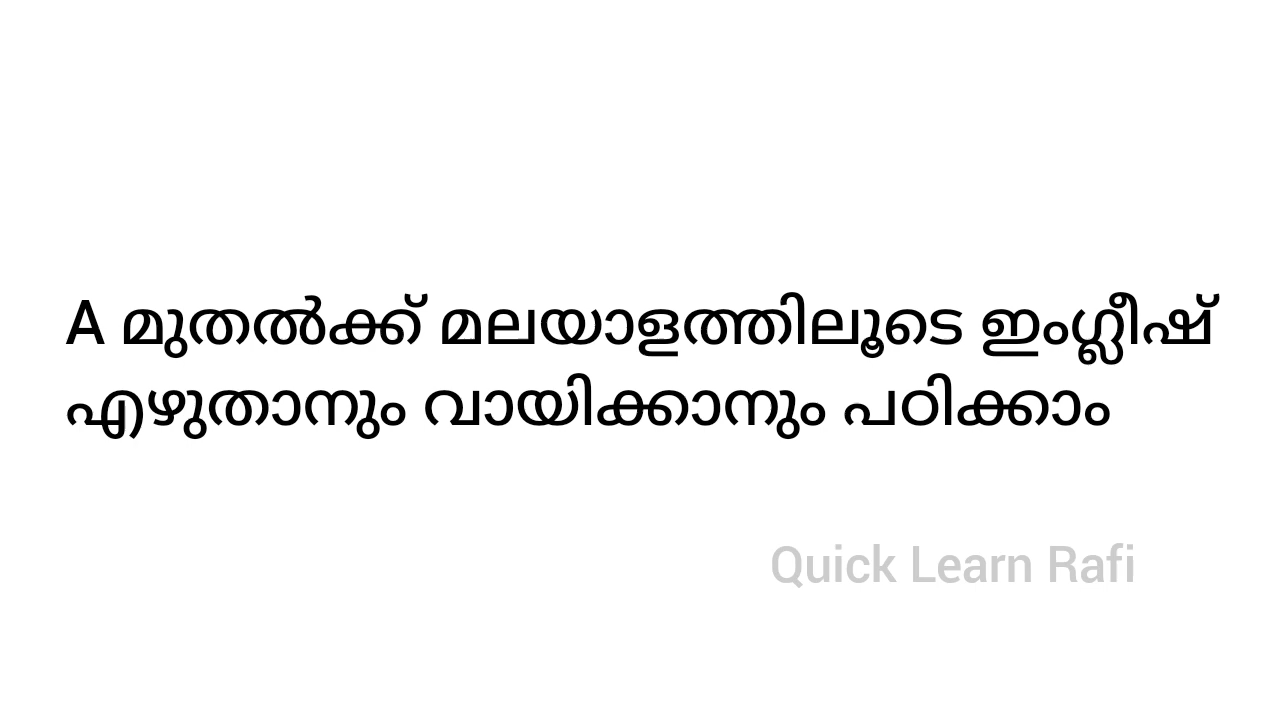 A മുതൽക്ക് മലയാളത്തിലൂടെ ഇംഗ്ലീഷ്
എഴുതാനും വായിക്കാനും പഠിക്കാം
Quick Learn Rafi